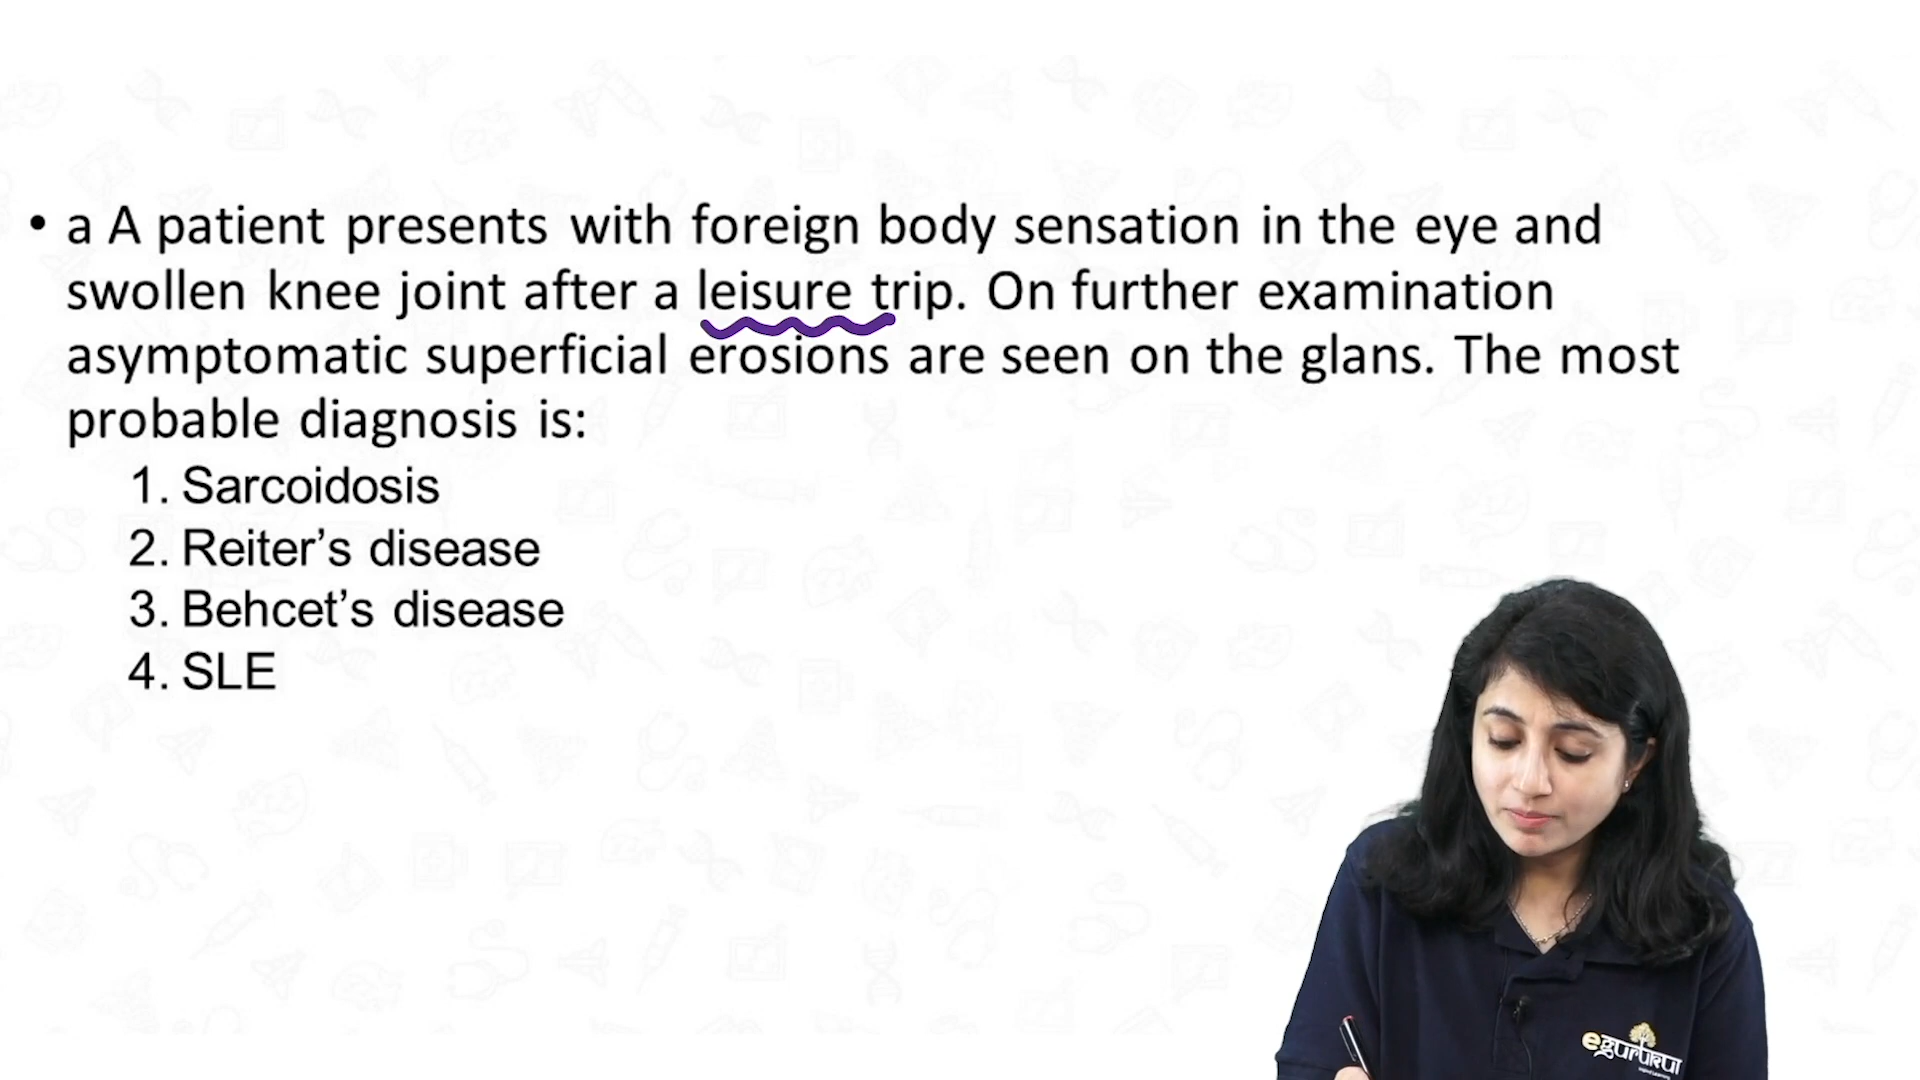 • a A patient presents with foreign body sensation in the eye and
swollen knee joint after a leisure trip. On further examination
asymptomatic superficial erosions are seen on the glans. The most
probable diagnosis is:
1. Sarcoidosis
2. Reiter’s disease
3. Behcet’s disease
4. SLE
egurukul